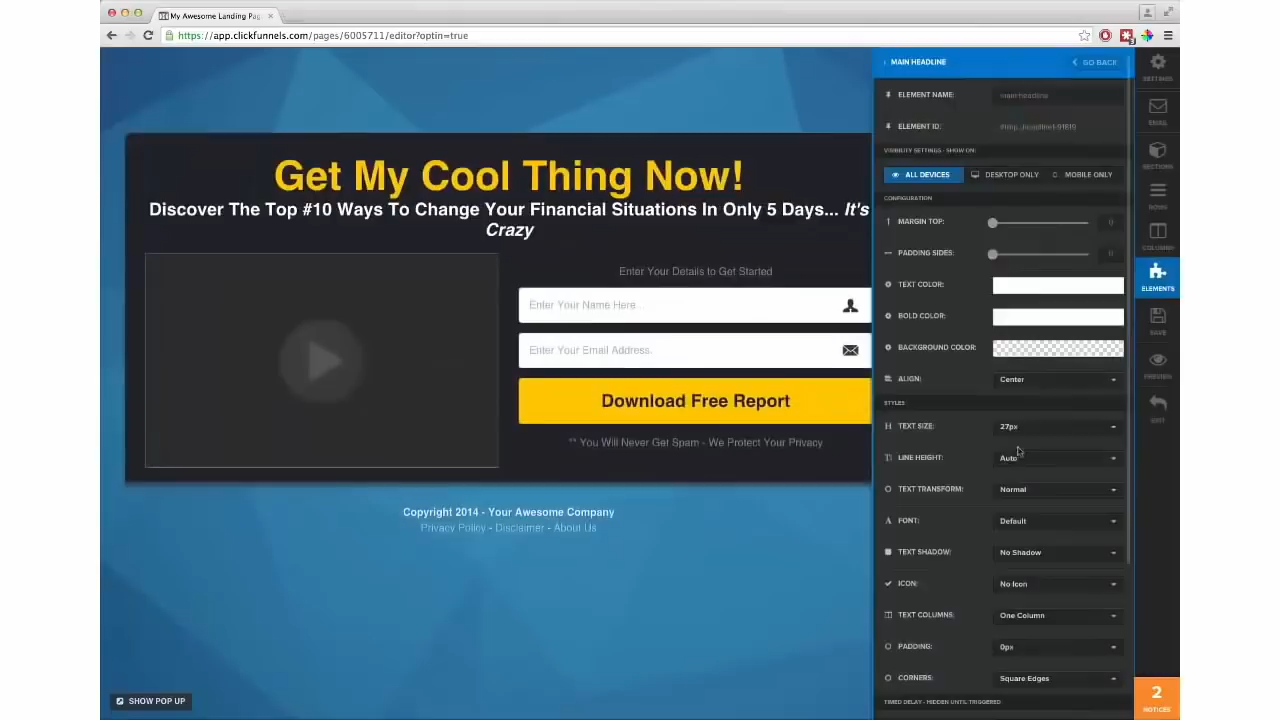 My Awesome Landing Pag
https://app.clickfunnels.com/pages/6005711/editor?optin=true
Get My Cool Thing Now!
Discover The Top #10 Ways To Change Your Financial Situations In Only 5 Days... It's
Crazy
Enter Your Details to Get Started
Enter Your Name Here...
Enter Your Email Address.
Download Free Report
** You Will Never Get Spam - We Protect Your Privacy
Copyright 2014 - Your Awesome Company
Privacy Policy - Disclaimer - About Us
SHOW POP UP
MAIN HEADLINE
GO BACK
ELEMENT NAME:
main-headline
ELEMENT ID:
VISIBILITY SETTINGS - SHOW ON:
ALL DEVICES
DESKTOP ONLY
MOBILE ONLY
CONFIGURATION
MARGIN TOP:
0
PADDING SIDES:
0
TEXT COLOR:
BOLD COLOR:
BACKGROUND COLOR:
ALIGN:
Center
STYLES
TEXT SIZE:
27px
LINE HEIGHT:
Auto
TEXT TRANSFORM:
Normal
FONT:
Default
TEXT SHADOW:
No Shadow
ICON:
No Icon
TEXT COLUMNS:
One Column
PADDING:
0px
CORNERS:
Square Edges
TIMED DELAY - HIDDEN UNTIL TRIGGERED
SETTINGS
EMAIL
SECTIONS
ROWS
COLUMNS
ELEMENTS
SAVE
PREVIEW
EXIT
2
NOTICES